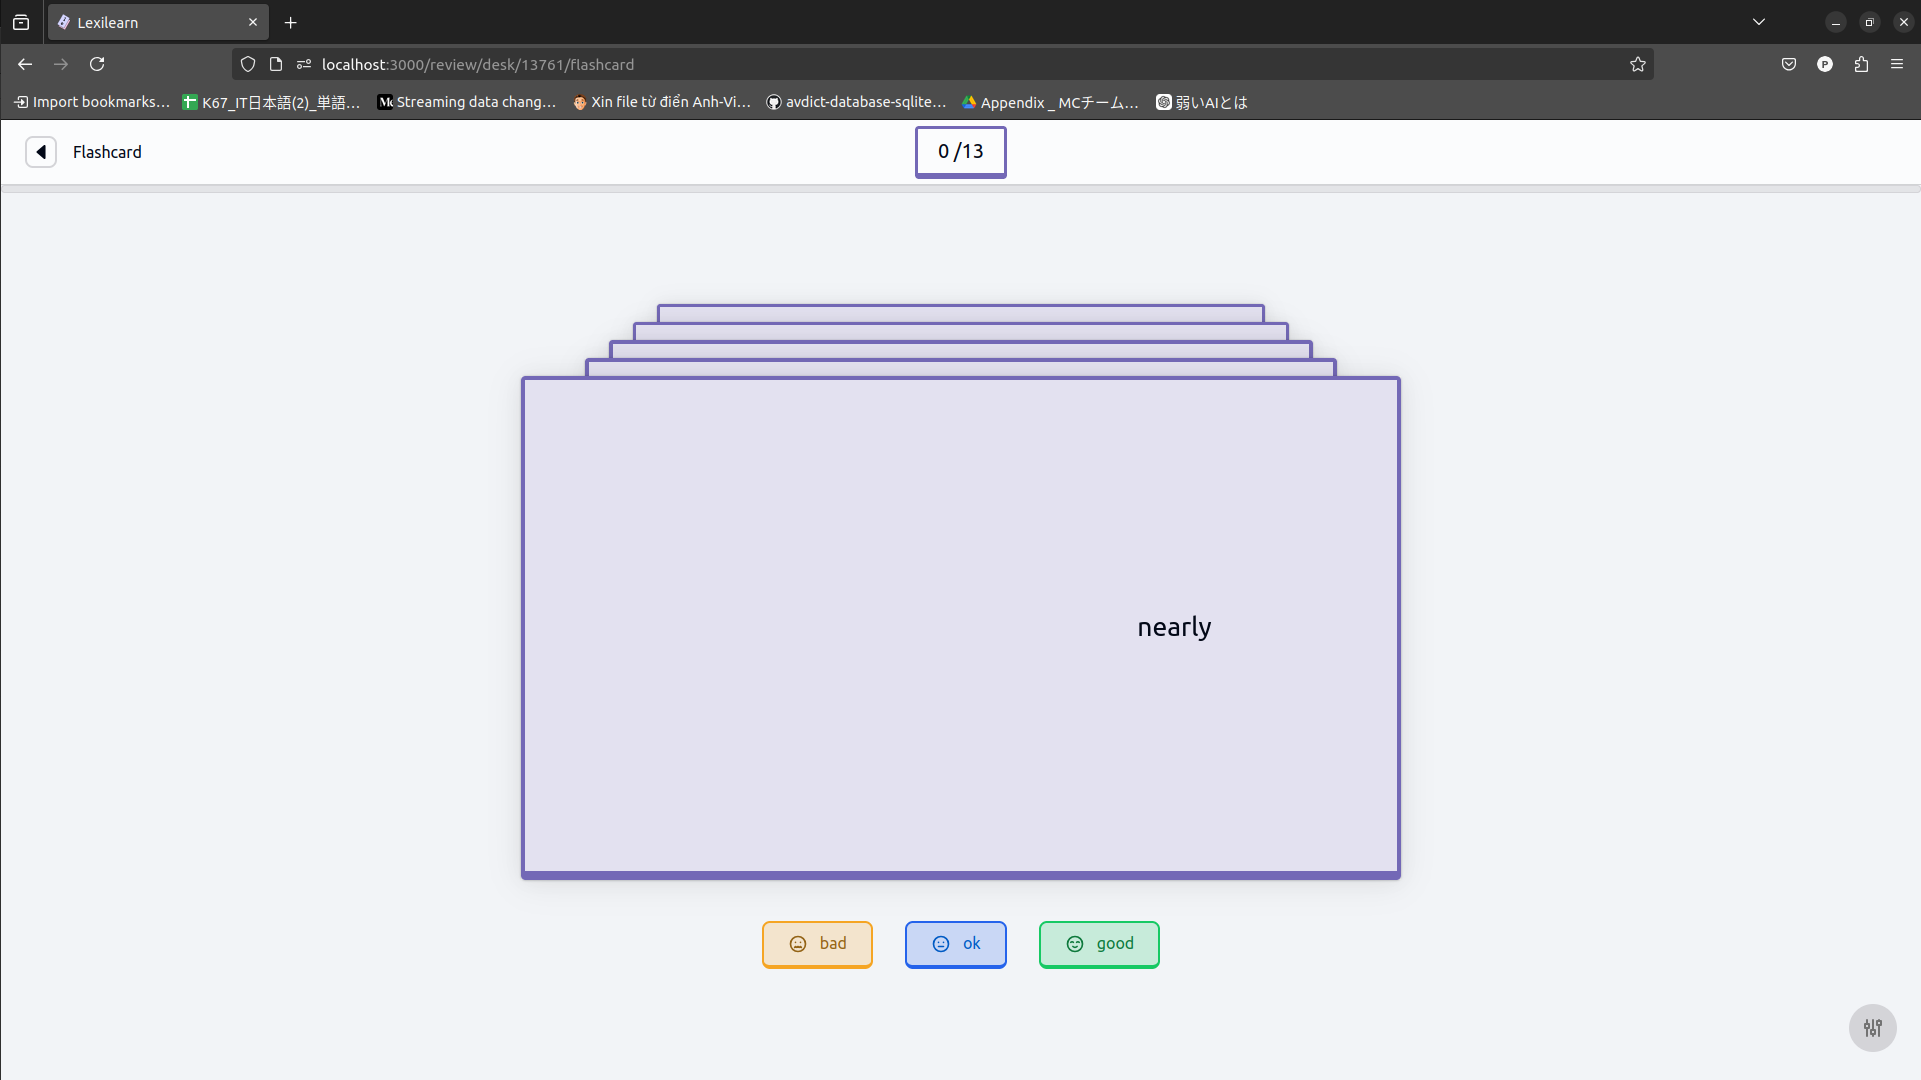 Lexilearn
localhost:3000/review/desk/13761/flashcard
Import bookmarks... K67_IT日本語(2)_単語... Streaming data chang... Xin file từ điển Anh-Vi... avdict-database-sqlite... Appendix _ MCチーム... 弱いAIとは
Flashcard
0 /13
nearly
bad ok good